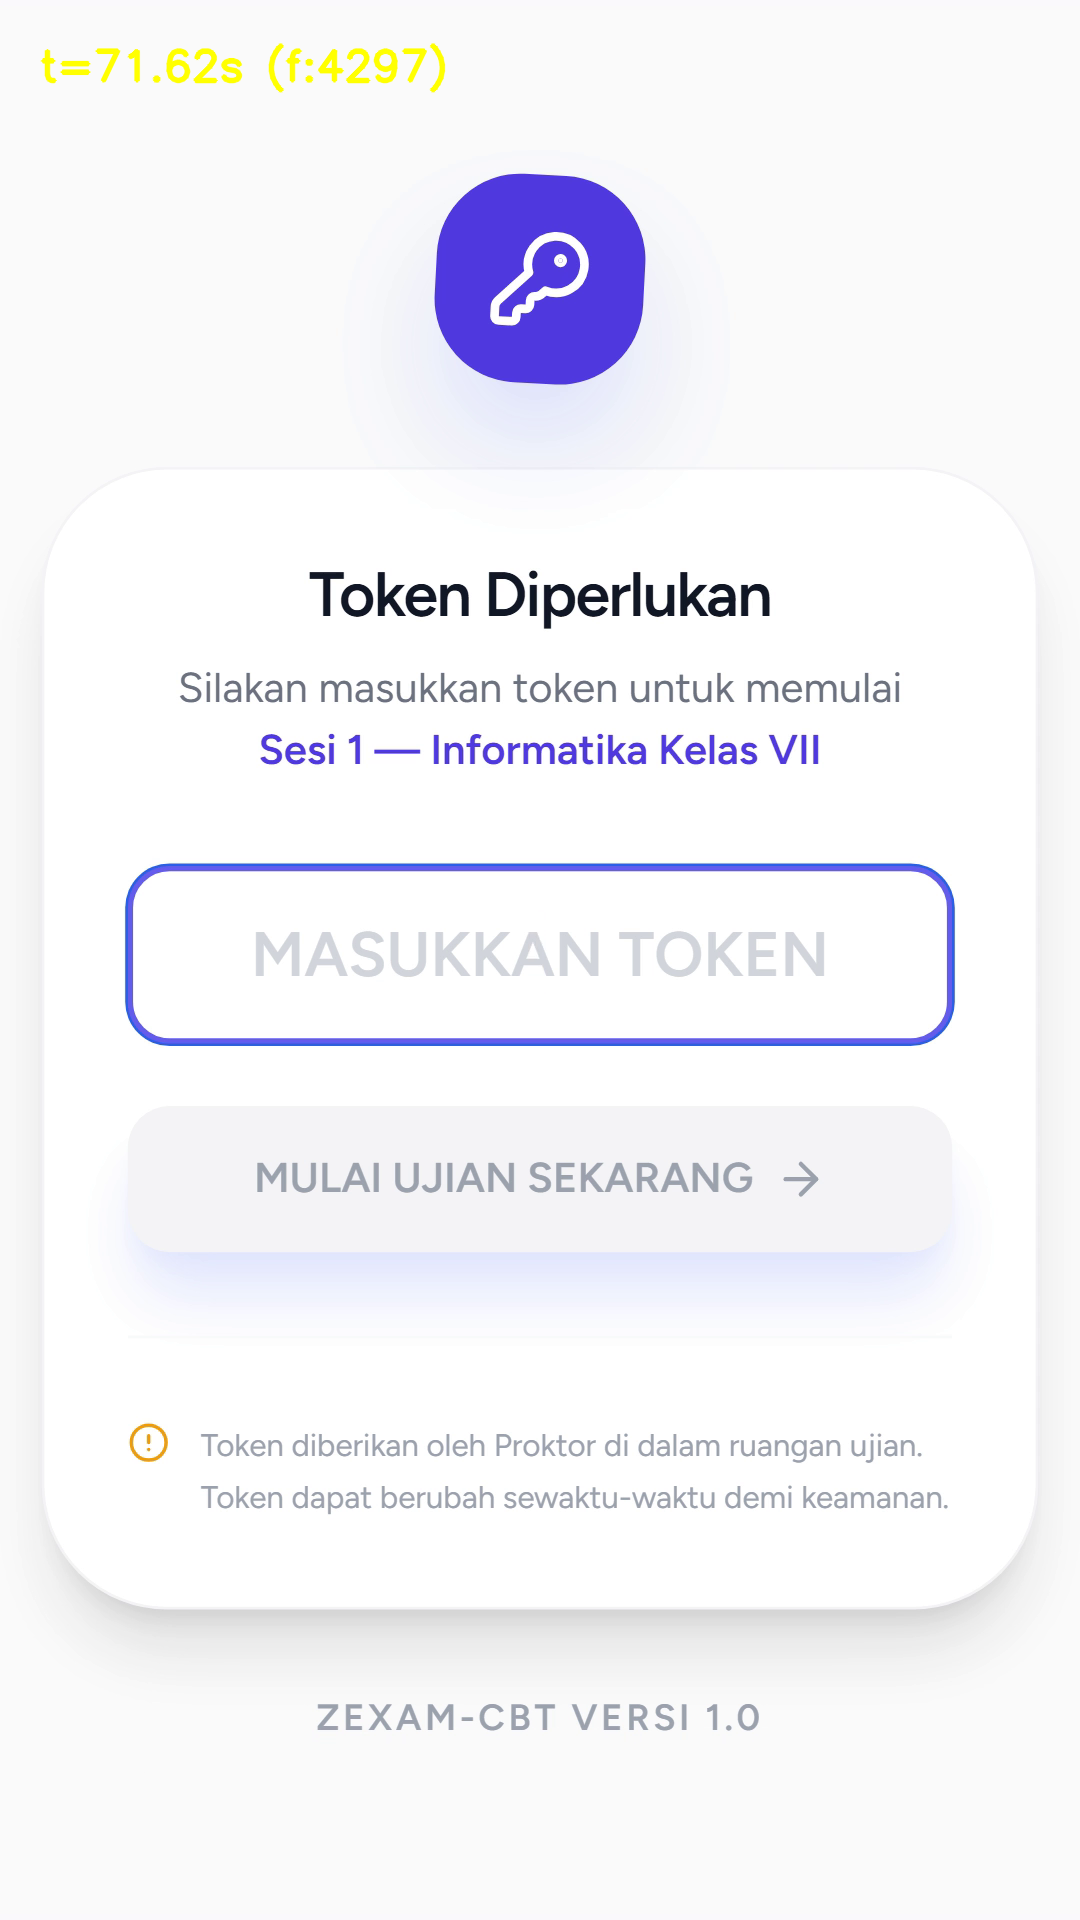 t=71.62s (f:4297)
Token Diperlukan
Silakan masukkan token untuk memulai
Sesi 1 — Informatika Kelas VII
MASUKKAN TOKEN
MULAI UJIAN SEKARANG →
Token diberikan oleh Proktor di dalam ruangan ujian.
Token dapat berubah sewaktu-waktu demi keamanan.
ZEXAM-CBT VERSI 1.0